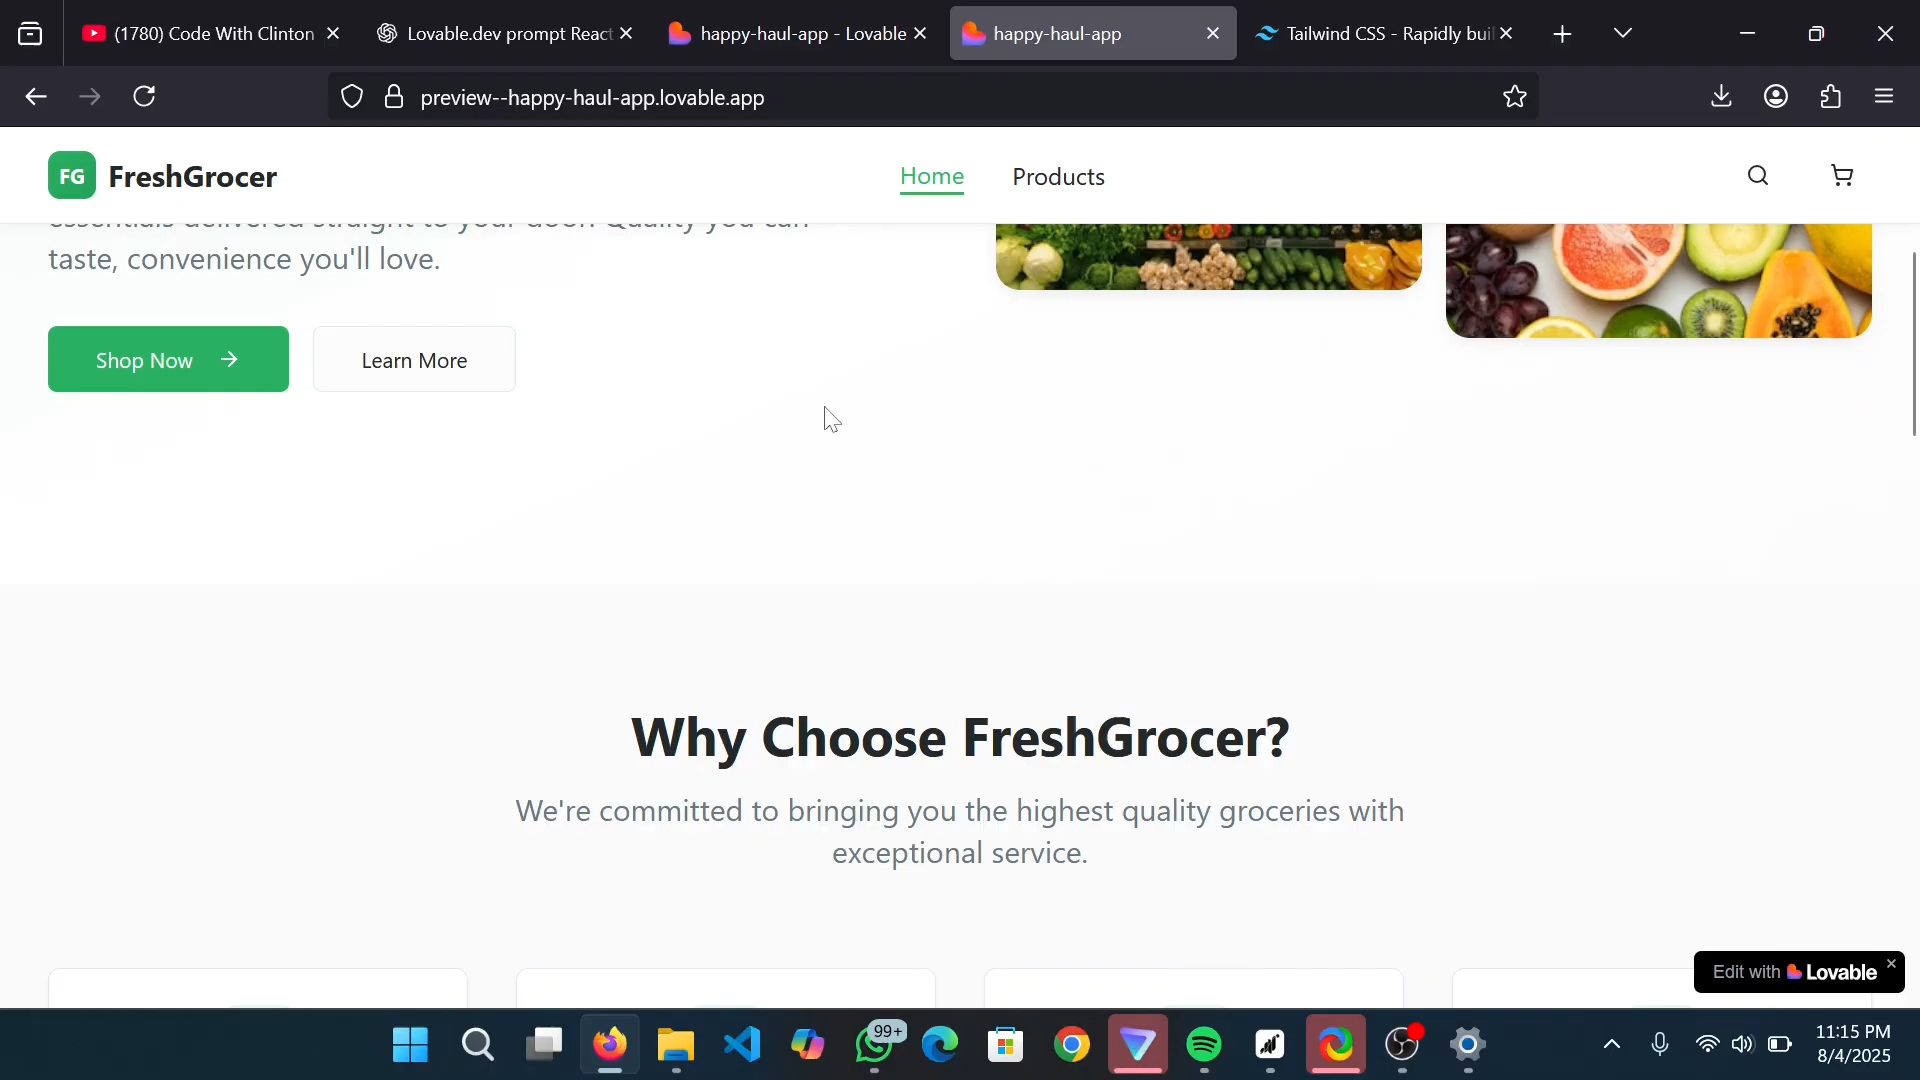 (1780) Code With Clinton
Lovable.dev prompt React
happy-haul-app - Lovable
happy-haul-app
Tailwind CSS - Rapidly buil
preview--happy-haul-app.lovable.app
FG FreshGrocer
Home
Products
taste, convenience you'll love.
Shop Now
Learn More
Why Choose FreshGrocer?
We're committed to bringing you the highest quality groceries with
exceptional service.
Edit with Lovable
99+
11:15 PM
8/4/2025